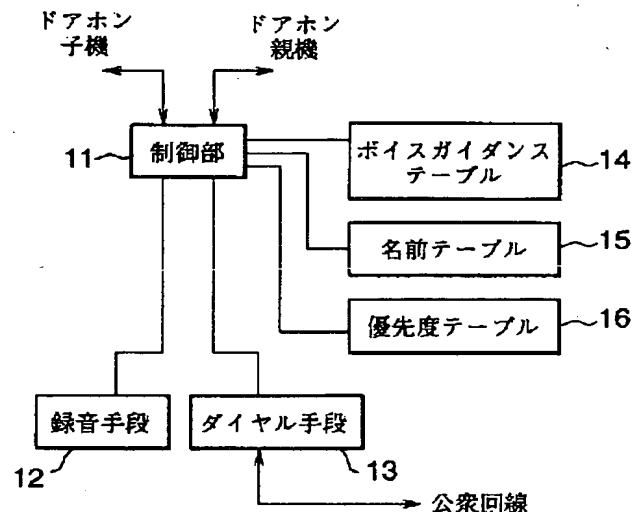 ドアホン
子機
ドアホン
親機
11
制御部
ボイスガイダンス
テーブル
14
名前テーブル
15
優先度テーブル
16
録音手段
12
ダイヤル手段
13
公衆回線